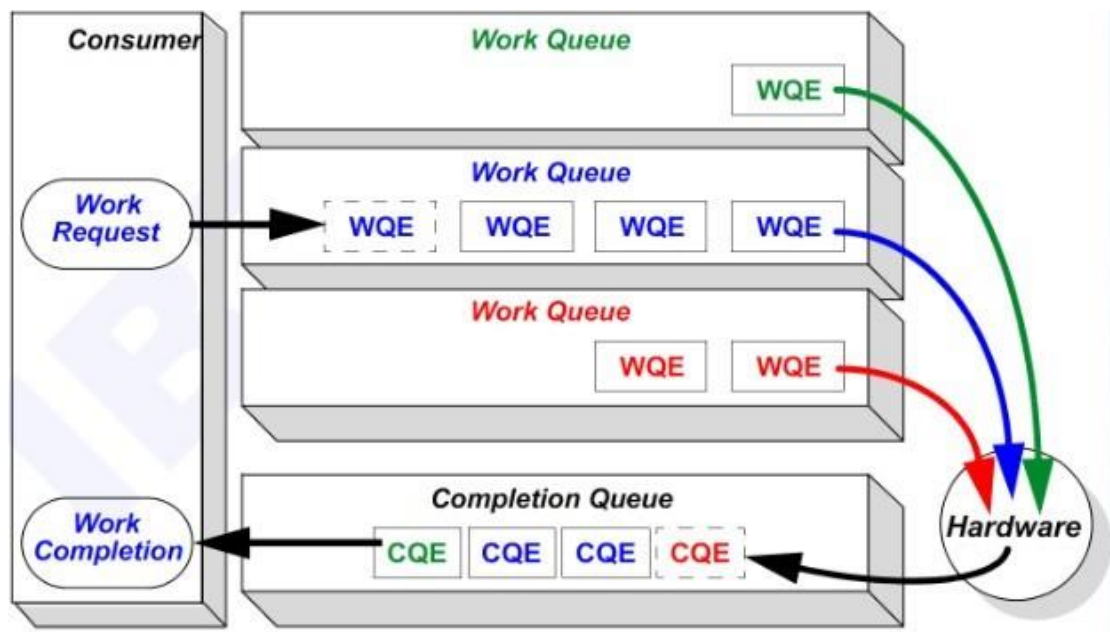 Consumer
Work Queue
WQE
Work Queue
Work
Request
WQE WQE WQE WQE
Work Queue
WQE WQE
Completion Queue
Work
Completion
CQE CQE CQE CQE
Hardware